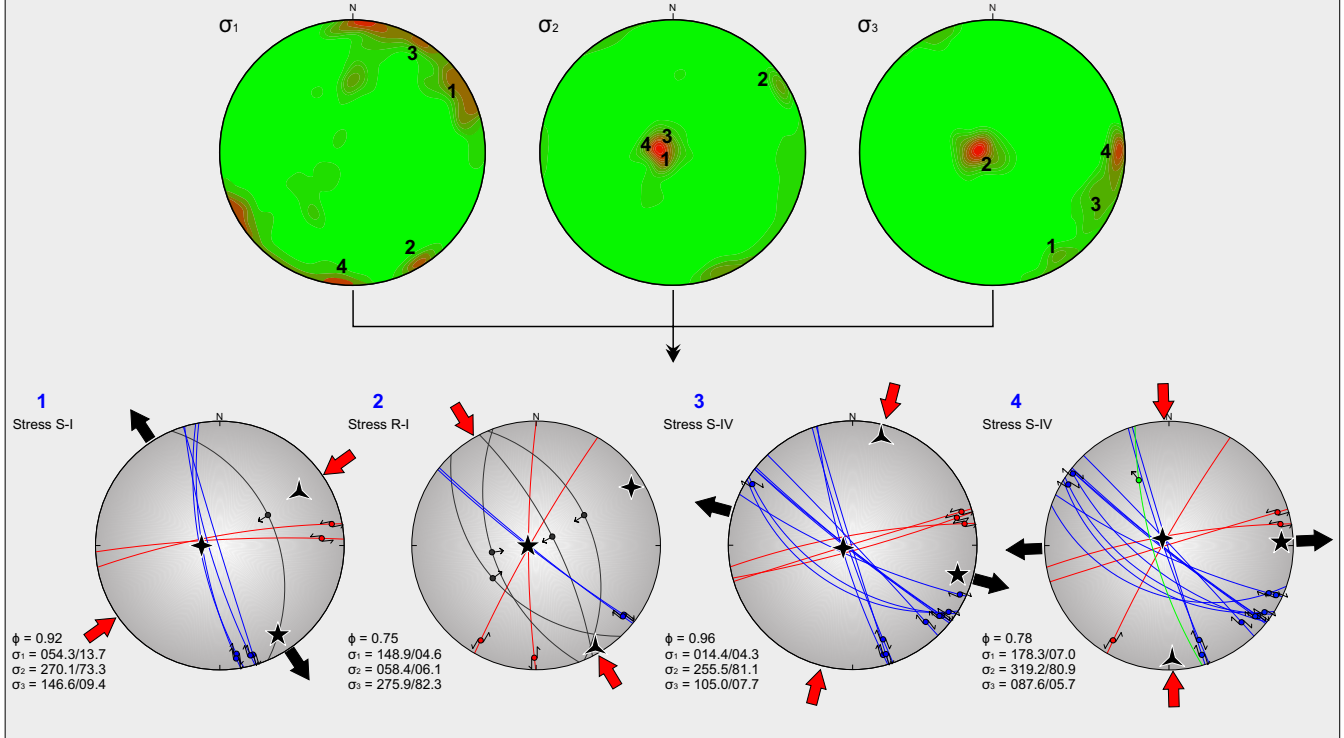 N
N
N
σ1
σ2
σ3
3
1
2
4
2
3
4
1
4
2
3
1
1
Stress S-I
N
ϕ = 0.92
σ1 = 054.3/13.7
σ2 = 270.1/73.3
σ3 = 146.6/09.4
2
Stress R-I
N
ϕ = 0.75
σ1 = 148.9/04.6
σ2 = 058.4/06.1
σ3 = 275.9/82.3
3
Stress S-IV
N
ϕ = 0.96
σ1 = 014.4/04.3
σ2 = 255.5/81.1
σ3 = 105.0/07.7
4
Stress S-IV
N
ϕ = 0.78
σ1 = 178.3/07.0
σ2 = 319.2/80.9
σ3 = 087.6/05.7